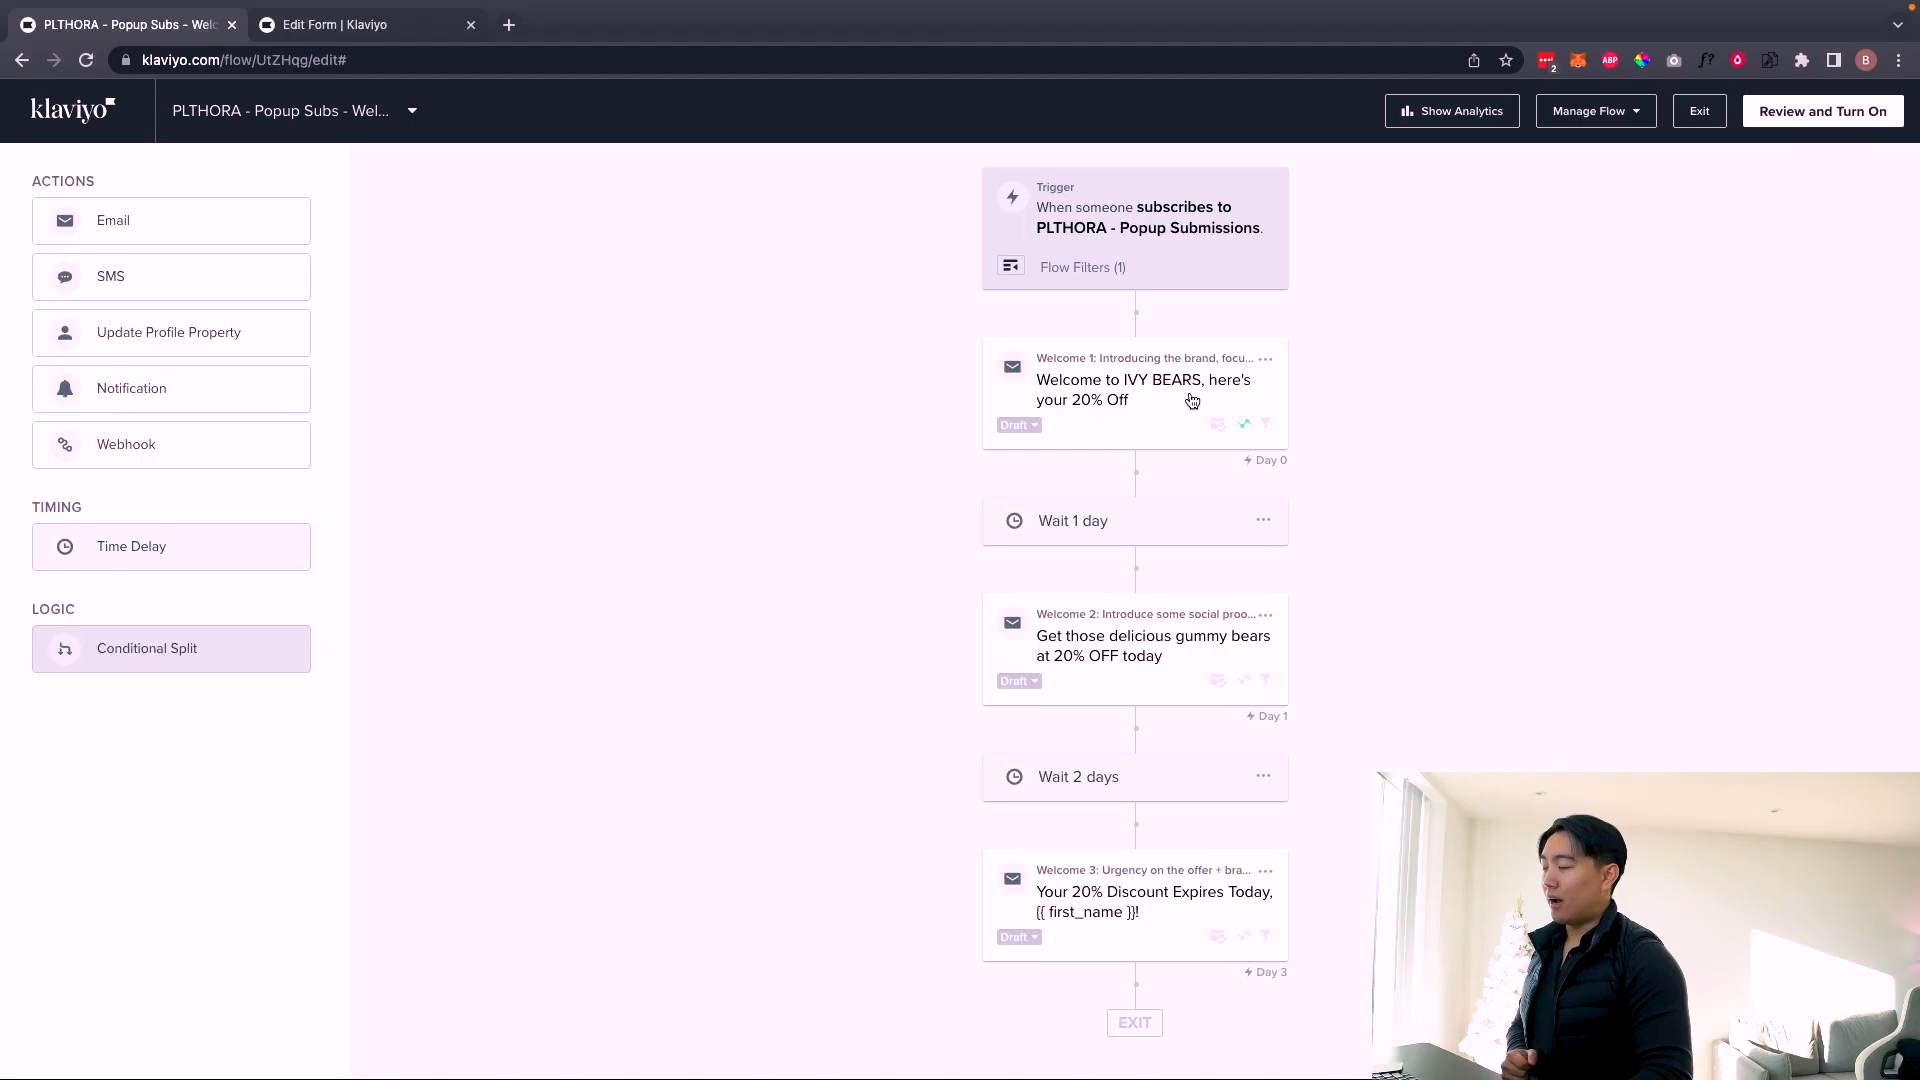 PLTHORA - Popup Subs - Welc
Edit Form | Klaviyo
klaviyo.com/flow/UtZHqg/edit#
2
ABP
f?
B
klaviyo
PLTHORA - Popup Subs - Wel...
Show Analytics
Manage Flow
Exit
Review and Turn On
ACTIONS
Email
SMS
Update Profile Property
Notification
Webhook
TIMING
Time Delay
LOGIC
Conditional Split
Trigger
When someone subscribes to
PLTHORA - Popup Submissions.
Flow Filters (1)
Welcome 1: Introducing the brand, focu...
Welcome to IVY BEARS, here's
your 20% Off
Draft
Day 0
Wait 1 day
Welcome 2: Introduce some social proo...
Get those delicious gummy bears
at 20% OFF today
Draft
Day 1
Wait 2 days
Welcome 3: Urgency on the offer + bra...
Your 20% Discount Expires Today,
{{ first_name }}!
Draft
Day 3
EXIT